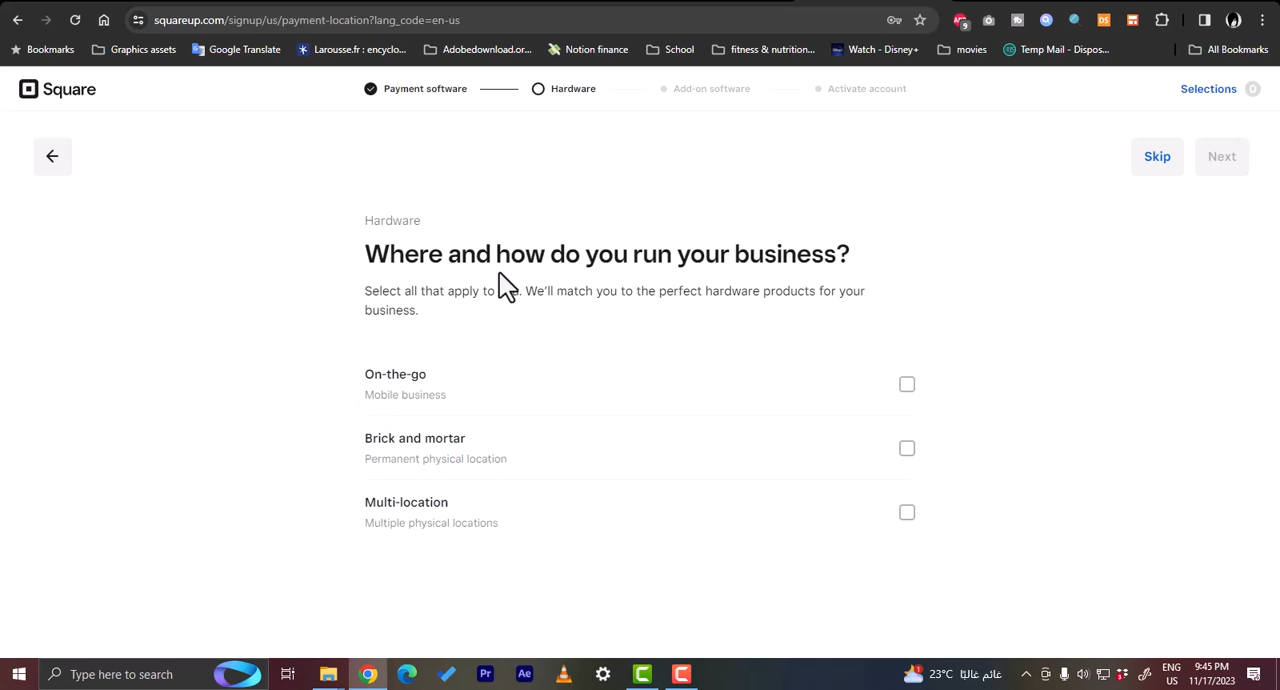 squareup.com/signup/us/payment-location?lang_code=en-us
Bookmarks
Graphics assets
Google Translate
Larousse.fr : encyclo...
Adobedownload.or...
Notion finance
School
fitness & nutrition...
Watch - Disney+
movies
Temp Mail - Dispos...
All Bookmarks
Square
Payment software
Hardware
Add-on software
Activate account
Selections 0
Skip
Next
Hardware
Where and how do you run your business?
Select all that apply to We'll match you to the perfect hardware products for your
business.
On-the-go
Mobile business
Brick and mortar
Permanent physical location
Multi-location
Multiple physical locations
Type here to search
Pr
Ae
23°C غائم غالبًا
ENG
US
9:45 PM
11/17/2023